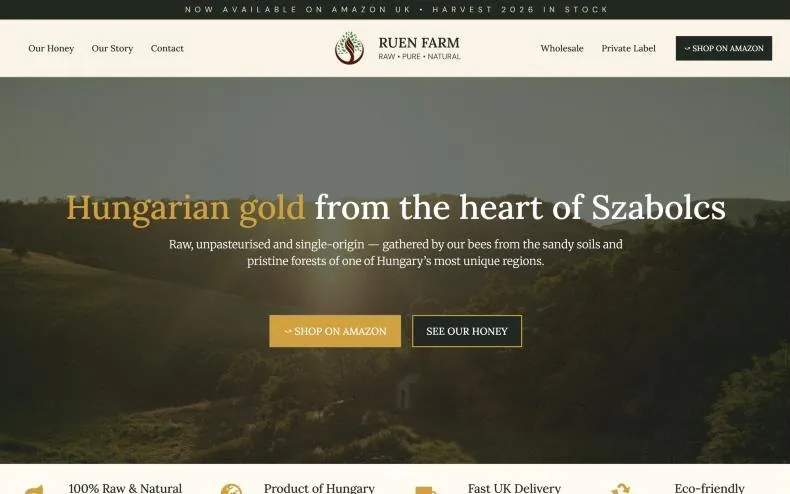 NOW AVAILABLE ON AMAZON UK • HARVEST 2026 IN STOCK
Our Honey
Our Story
Contact
RUEN FARM
RAW • PURE • NATURAL
Wholesale
Private Label
SHOP ON AMAZON
Hungarian gold from the heart of Szabolcs
Raw, unpasteurised and single-origin — gathered by our bees from the sandy soils and
pristine forests of one of Hungary’s most unique regions.
SHOP ON AMAZON
SEE OUR HONEY
100% Raw & Natural
Product of Hungary
Fast UK Delivery
Eco-friendly